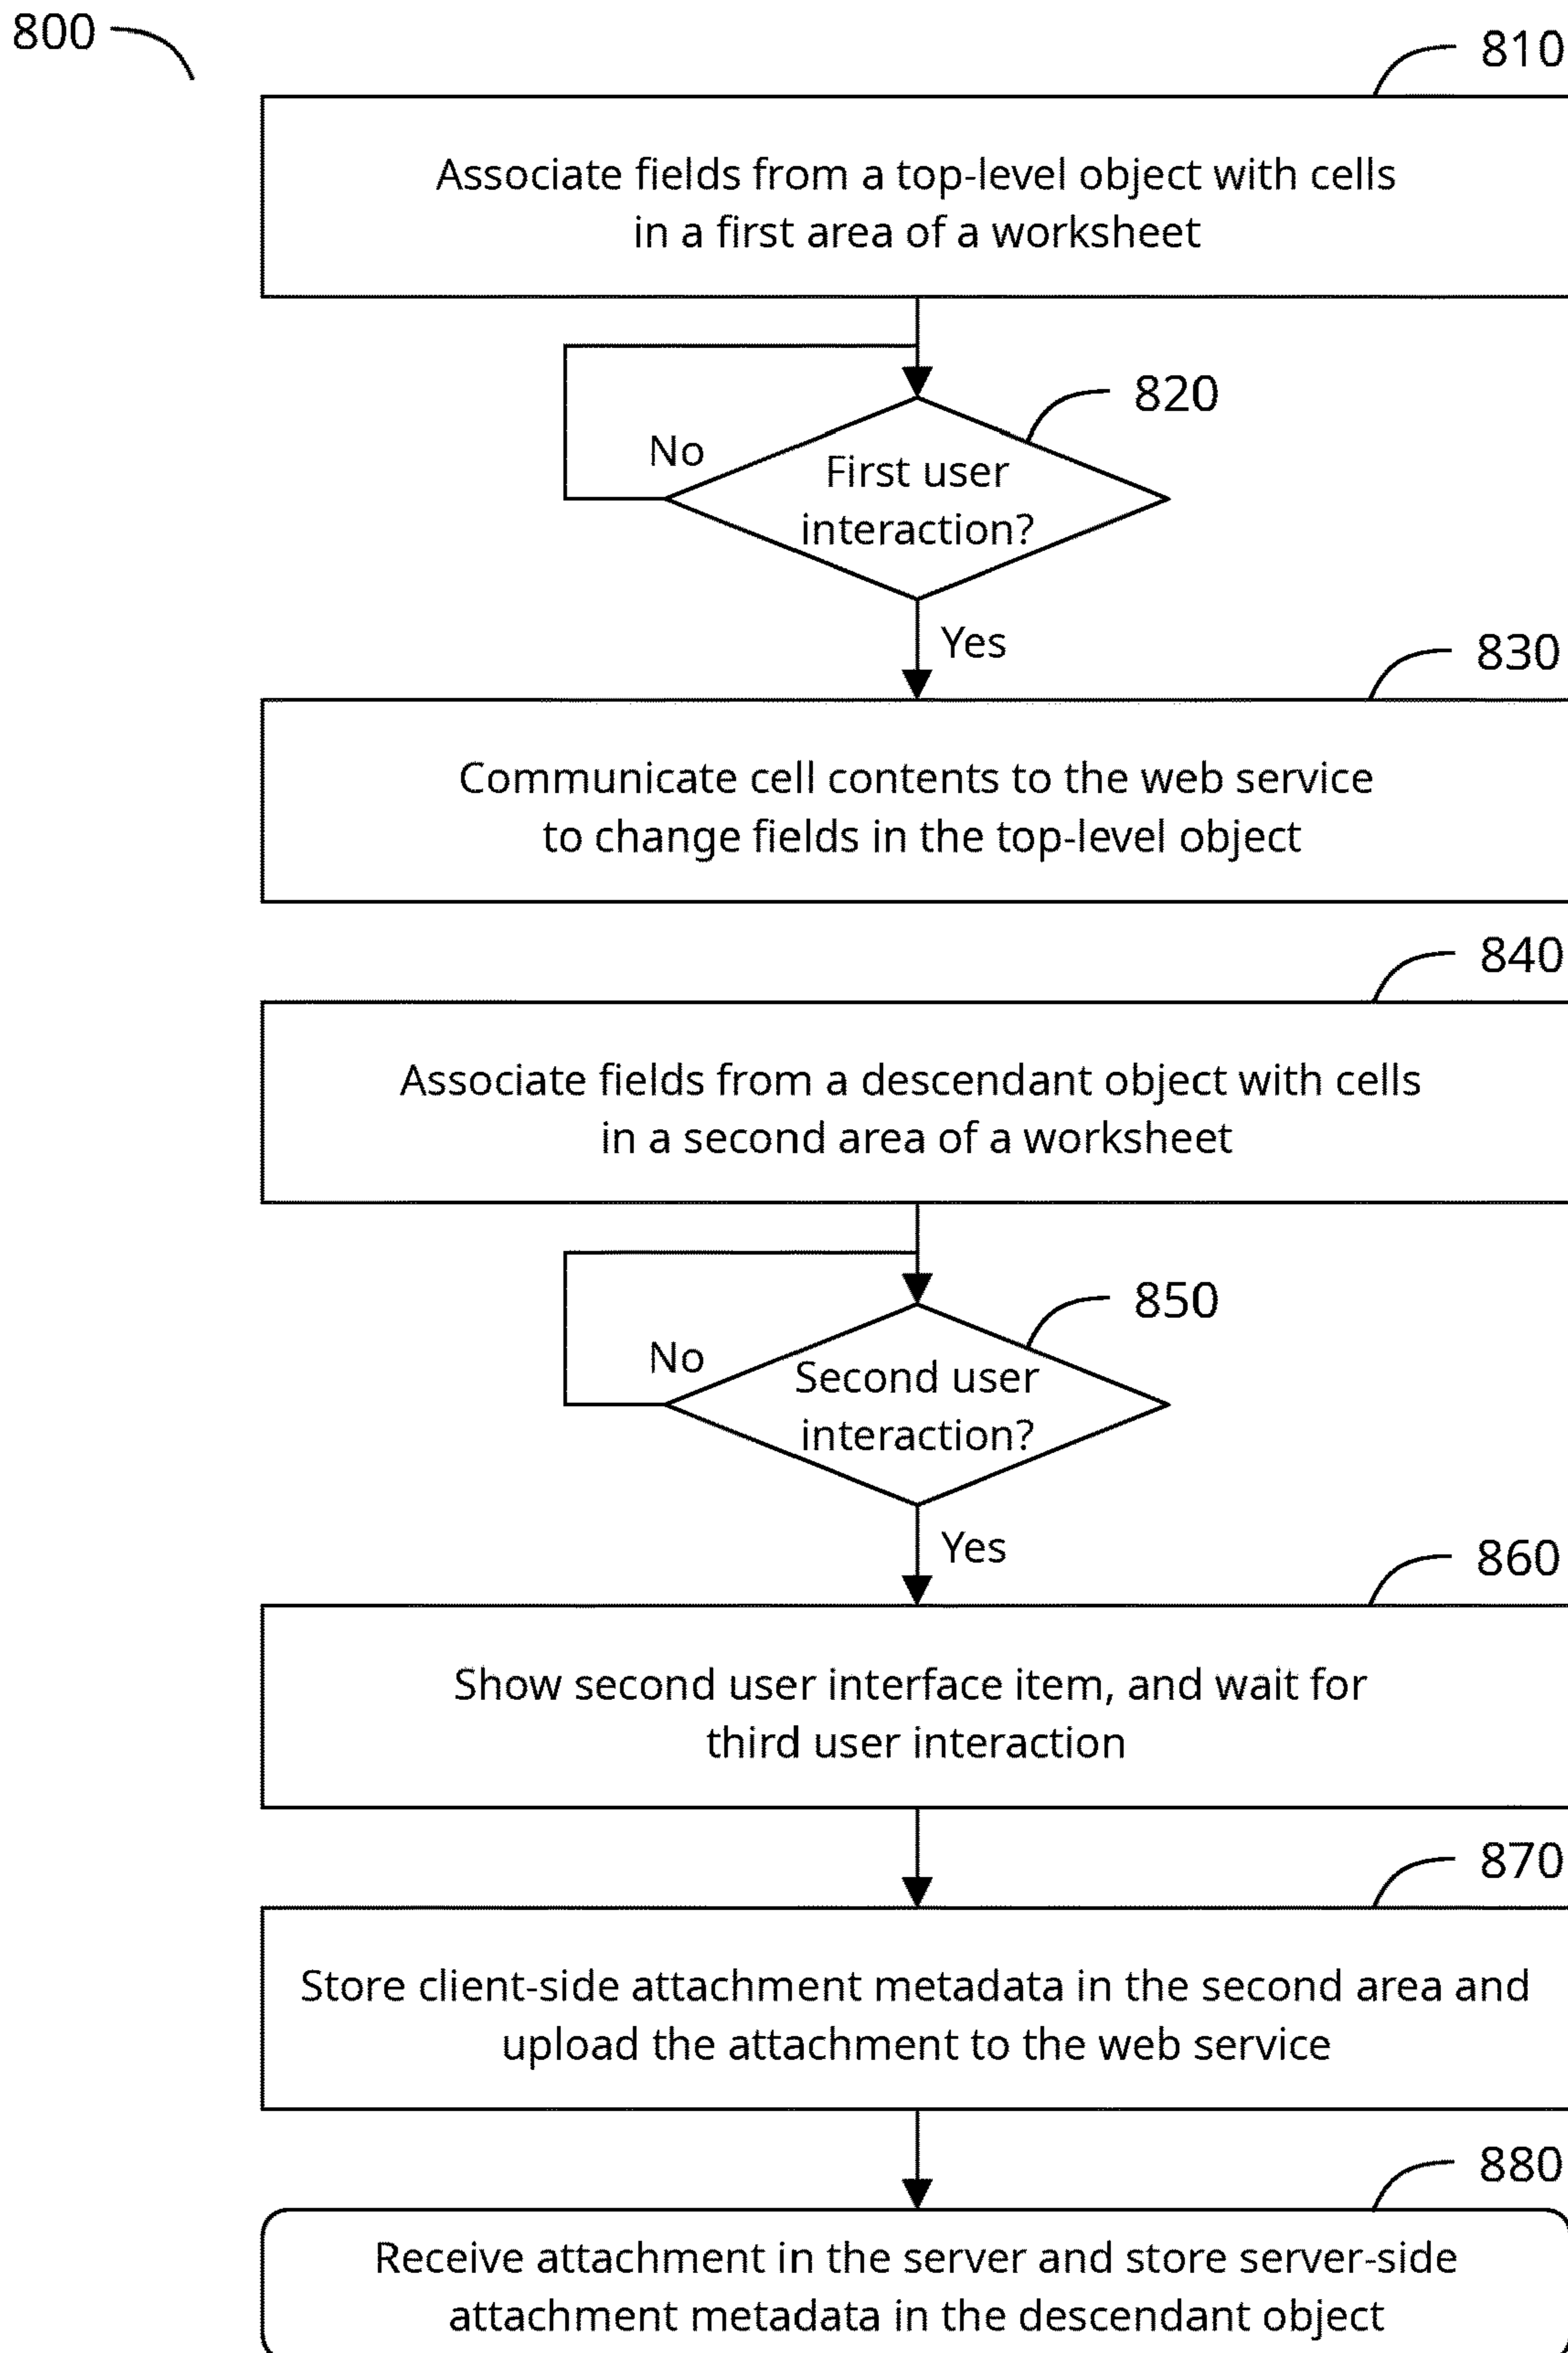 800
810
Associate fields from a top-level object with cells
in a first area of a worksheet
820
No
First user
interaction?
Yes
830
Communicate cell contents to the web service
to change fields in the top-level object
840
Associate fields from a descendant object with cells
in a second area of a worksheet
850
No
Second user
interaction?
Yes
860
Show second user interface item, and wait for
third user interaction
870
Store client-side attachment metadata in the second area and
upload the attachment to the web service
880
Receive attachment in the server and store server-side
attachment metadata in the descendant object